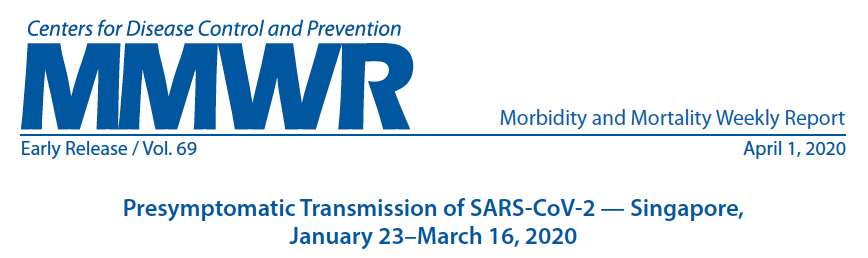 Centers for Disease Control and Prevention
MMWR
Morbidity and Mortality Weekly Report
Early Release / Vol. 69
April 1, 2020
Presymptomatic Transmission of SARS-CoV-2 — Singapore,
January 23–March 16, 2020